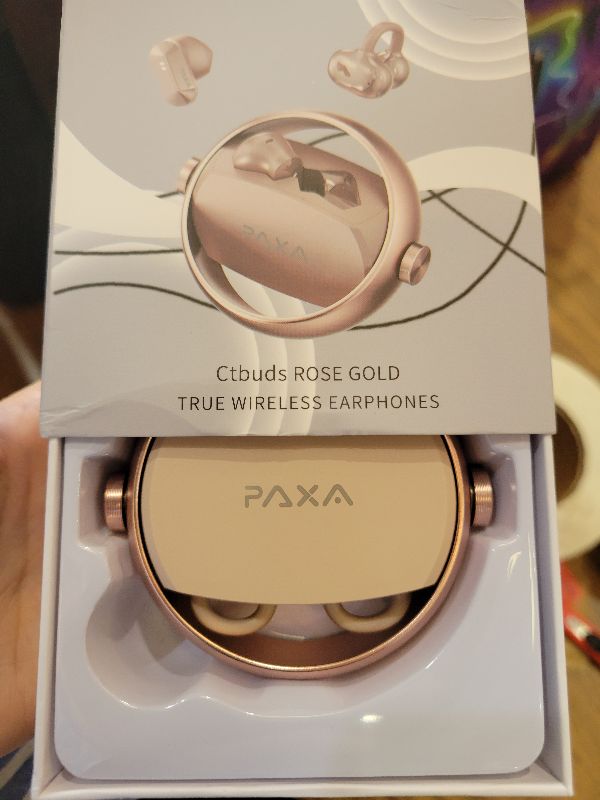 PAXA
Ctbuds ROSE GOLD
TRUE WIRELESS EARPHONES
PAXA